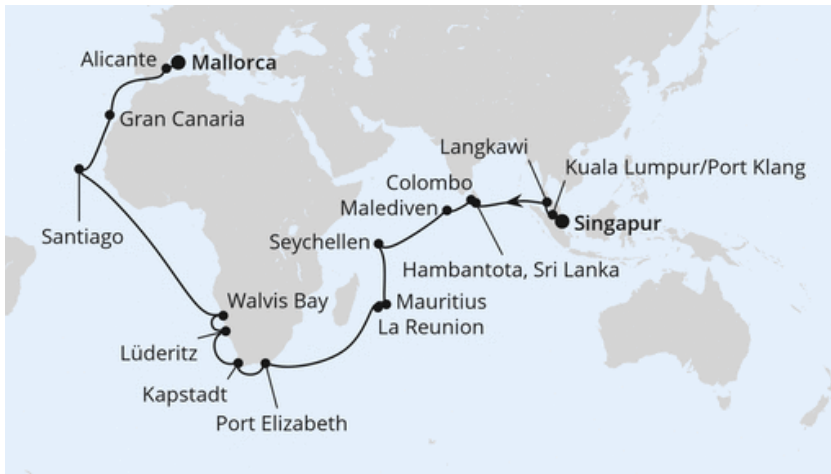 Alicante
Mallorca
Gran Canaria
Langkawi
Kuala Lumpur/Port Klang
Colombo
Malediven
Singapur
Santiago
Seychellen
Hambantota, Sri Lanka
Walvis Bay
Mauritius
La Reunion
Lüderitz
Kapstadt
Port Elizabeth